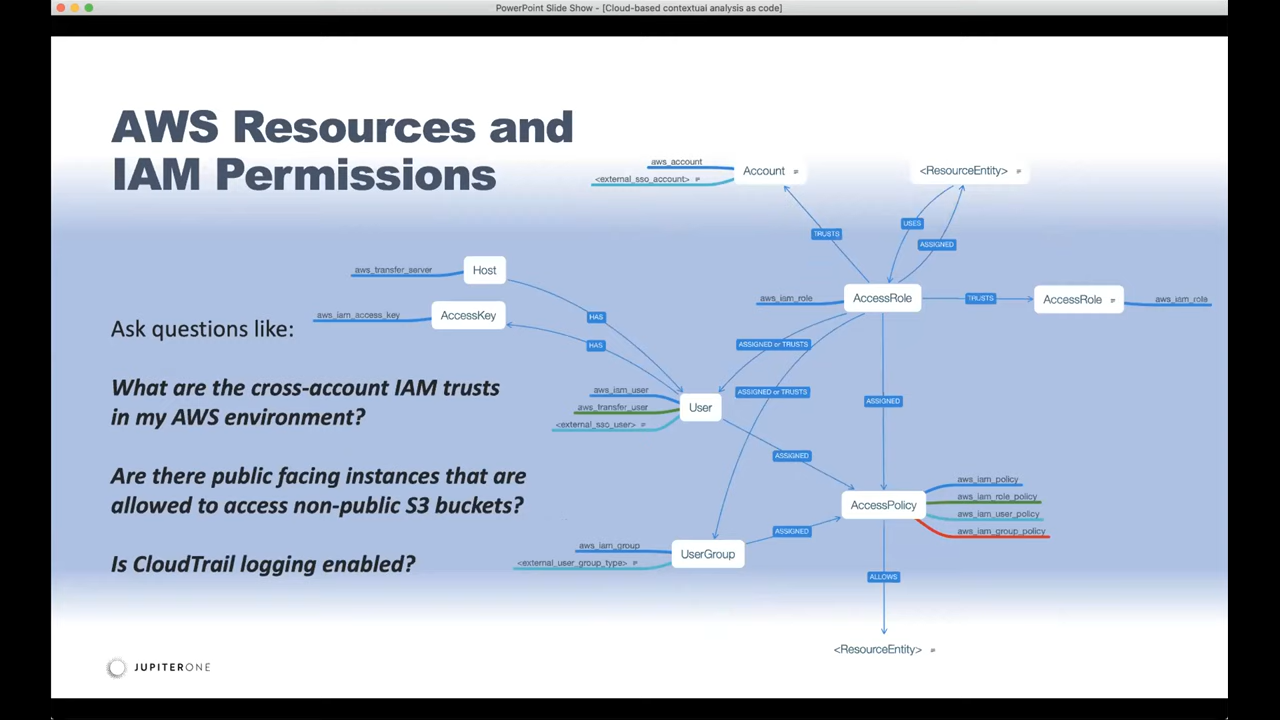 PowerPoint Slide Show - [Cloud-based contextual analysis as code]
AWS Resources and
IAM Permissions
Ask questions like:
What are the cross-account IAM trusts
in my AWS environment?
Are there public facing instances that are
allowed to access non-public S3 buckets?
Is CloudTrail logging enabled?
aws_account
<external_sso_account>
Account
<ResourceEntity>
USES
TRUSTS
ASSIGNED
aws_transfer_server
Host
aws_iam_role
AccessRole
TRUSTS
AccessRole
aws_iam_role
aws_iam_access_key
AccessKey
HAS
HAS
ASSIGNED or TRUSTS
ASSIGNED or TRUSTS
aws_iam_user
aws_transfer_user
<external_sso_user>
User
ASSIGNED
ASSIGNED
AccessPolicy
aws_iam_policy
aws_iam_role_policy
aws_iam_user_policy
aws_iam_group_policy
aws_iam_group
<external_user_group_type>
UserGroup
ASSIGNED
ALLOWS
<ResourceEntity>
JUPITERONE